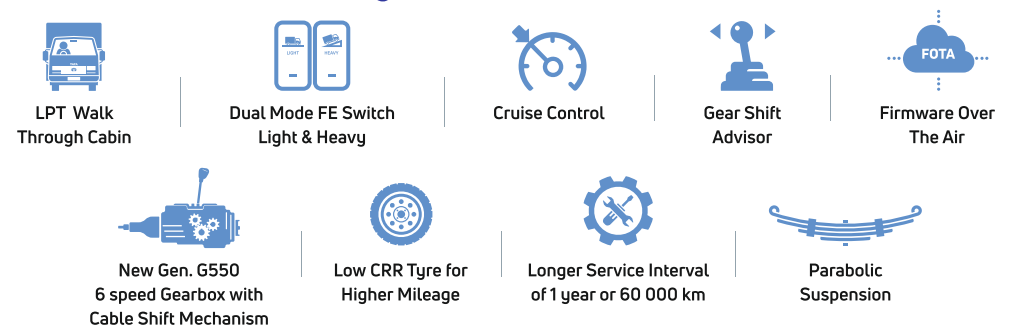 LIGHT
HEAVY
FOTA
LPT Walk
Through Cabin
Dual Mode FE Switch
Light & Heavy
Cruise Control
Gear Shift
Advisor
Firmware Over
The Air
New Gen. G550
6 speed Gearbox with
Cable Shift Mechanism
Low CRR Tyre for
Higher Mileage
Longer Service Interval
of 1 year or 60 000 km
Parabolic
Suspension